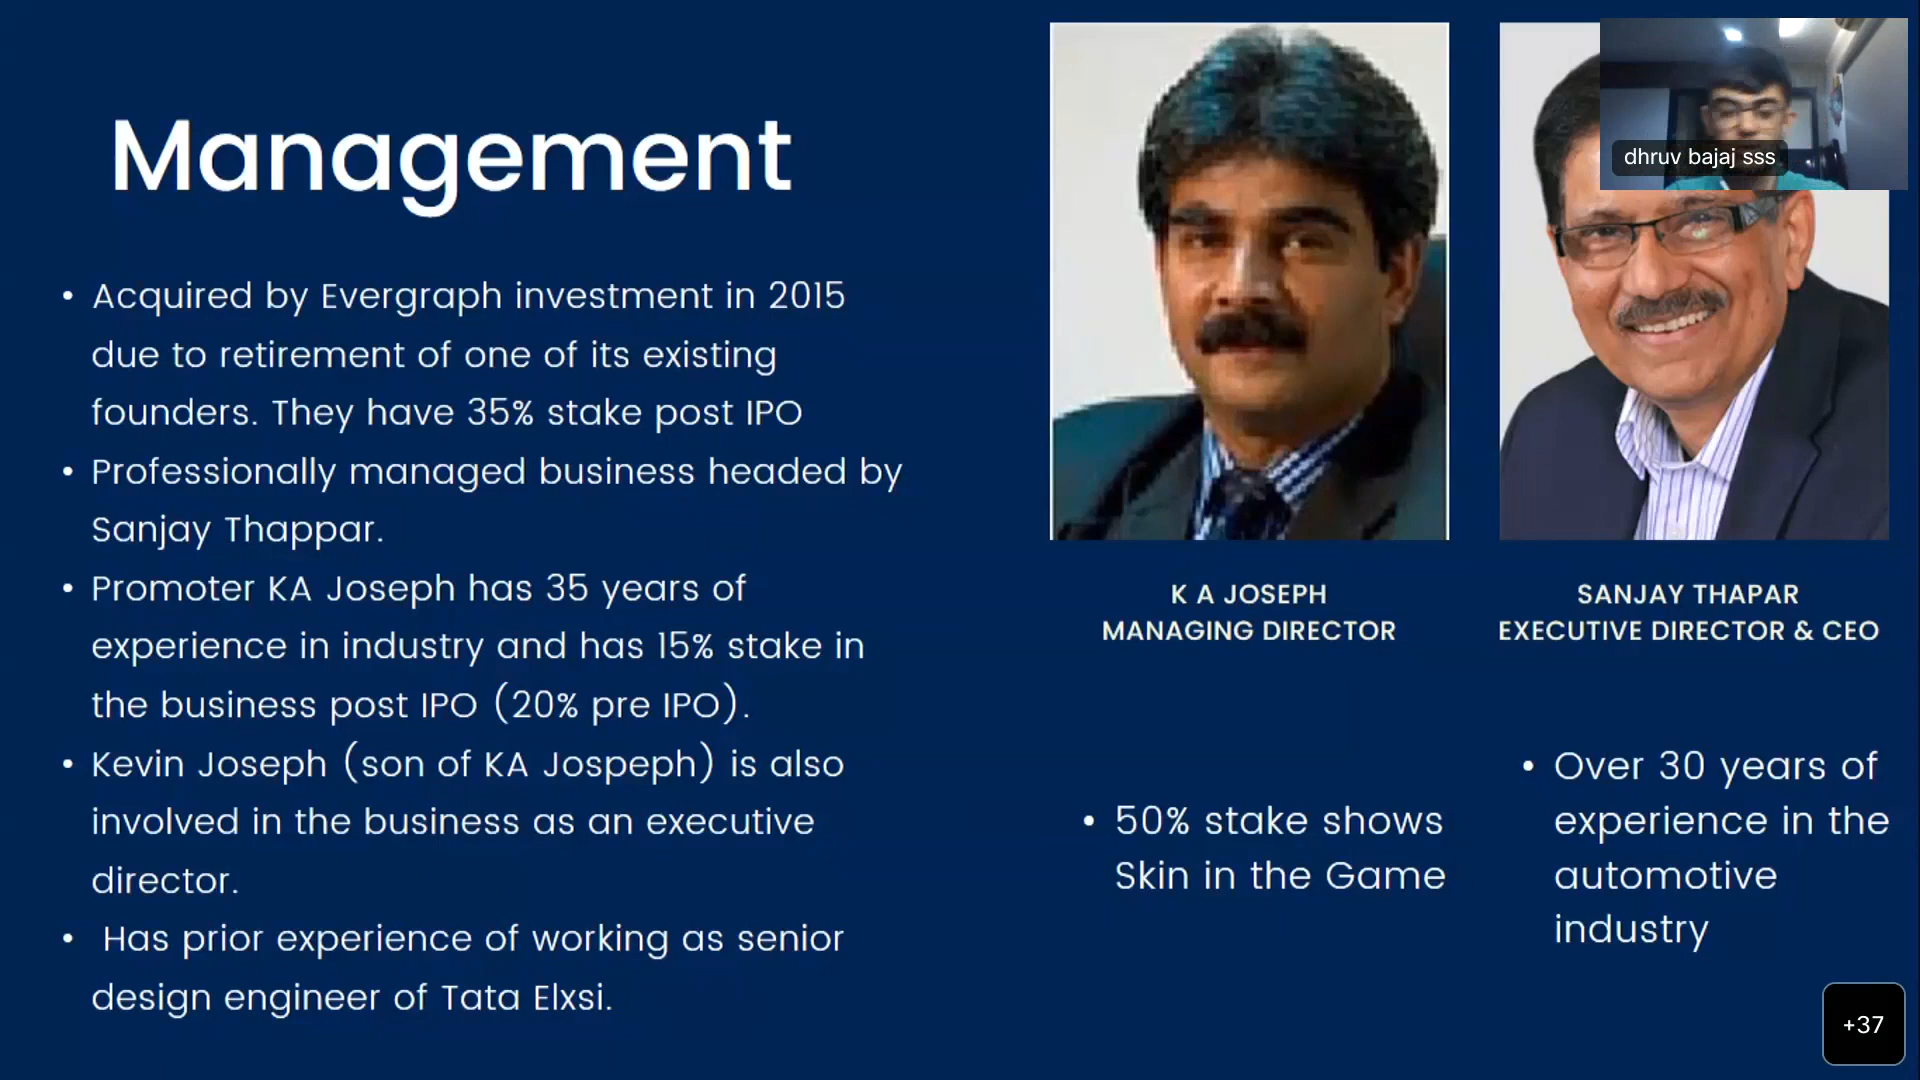 Management
• Acquired by Evergraph investment in 2015
due to retirement of one of its existing
founders. They have 35% stake post IPO
• Professionally managed business headed by
Sanjay Thappar.
• Promoter KA Joseph has 35 years of
experience in industry and has 15% stake in
the business post IPO (20% pre IPO).
• Kevin Joseph (son of KA Jospeph) is also
involved in the business as an executive
director.
• Has prior experience of working as senior
design engineer of Tata Elxsi.
dhruv bajaj sss
K A JOSEPH
MANAGING DIRECTOR
• 50% stake shows
Skin in the Game
SANJAY THAPAR
EXECUTIVE DIRECTOR & CEO
• Over 30 years of
experience in the
automotive
industry
+37